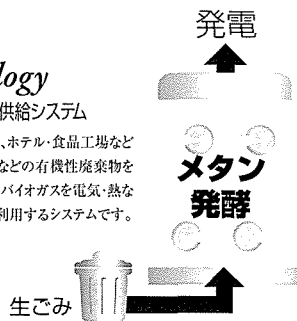 発電
logy
供給システム
、ホテル・食品工場など
などの有機性廃棄物を
バイオガスを電気・熱な
利用するシステムです。
メタン
発酵
生ごみ